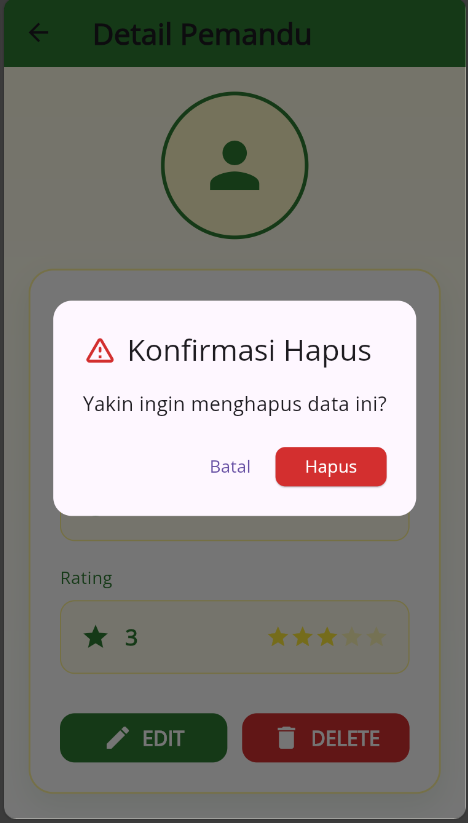 Detail Pemandu
Konfirmasi Hapus
Yakin ingin menghapus data ini?
Batal Hapus
Rating
3
EDIT DELETE